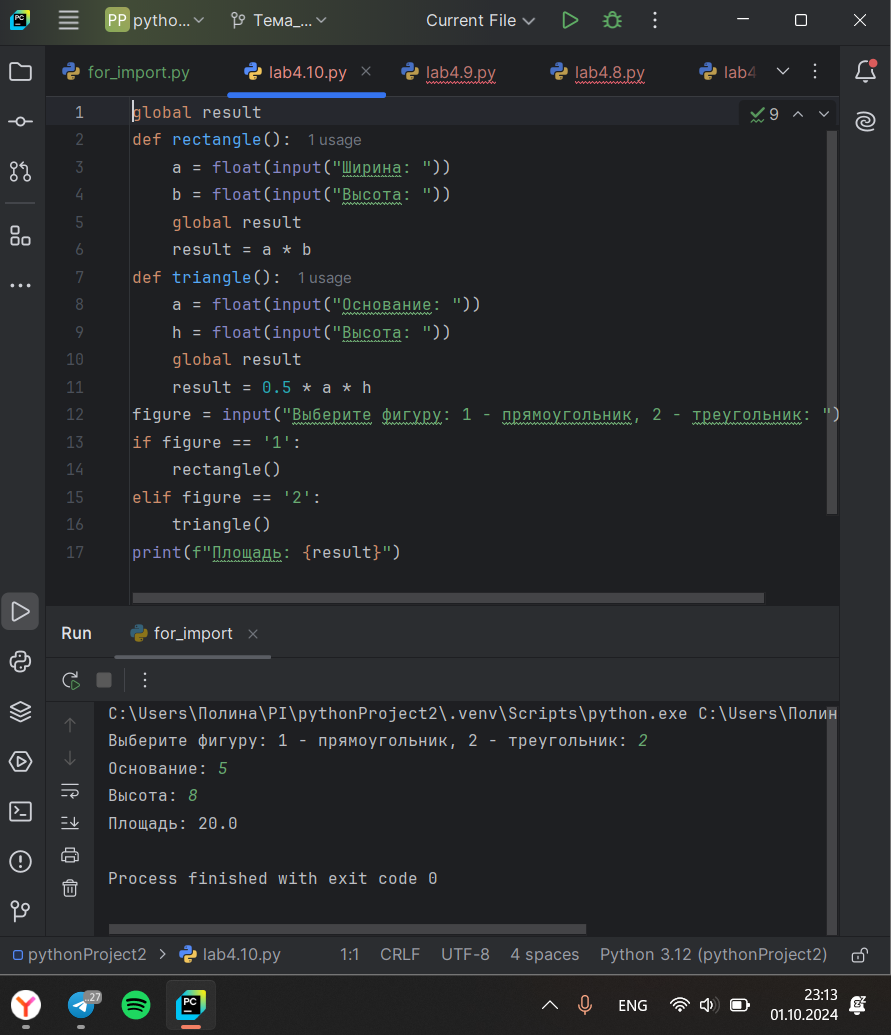 PP pytho... Тема_... Current File
for_import.py lab4.10.py lab4.9.py lab4.8.py lab4
1 global result 9
2 def rectangle(): 1 usage
3 a = float(input("Ширина: "))
4 b = float(input("Высота: "))
5 global result
6 result = a * b
7 def triangle(): 1 usage
8 a = float(input("Основание: "))
9 h = float(input("Высота: "))
10 global result
11 result = 0.5 * a * h
12 figure = input("Выберите фигуру: 1 - прямоугольник, 2 - треугольник: ")
13 if figure == '1':
14 rectangle()
15 elif figure == '2':
16 triangle()
17 print(f"Площадь: {result}")
Run for_import
C:\Users\Полина\PI\pythonProject2\.venv\Scripts\python.exe C:\Users\Полин
Выберите фигуру: 1 - прямоугольник, 2 - треугольник: 2
Основание: 5
Высота: 8
Площадь: 20.0
Process finished with exit code 0
pythonProject2 > lab4.10.py 1:1 CRLF UTF-8 4 spaces Python 3.12 (pythonProject2)
Y ..27 PC ENG 23:13
01.10.2024